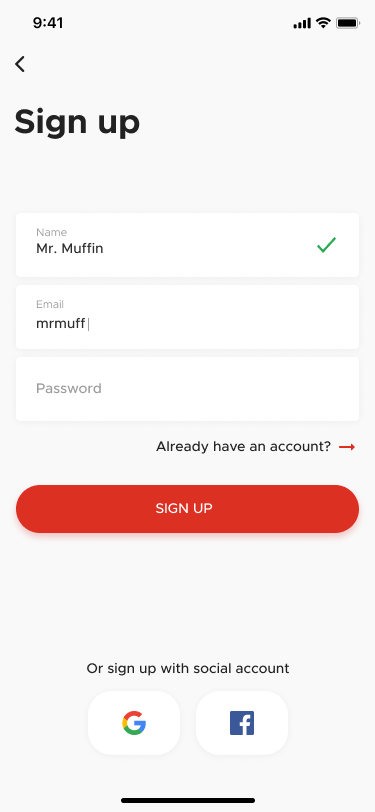 9:41
Sign up
Name
Mr. Muffin
Email
mrmuff
Password
Already have an account?
SIGN UP
Or sign up with social account